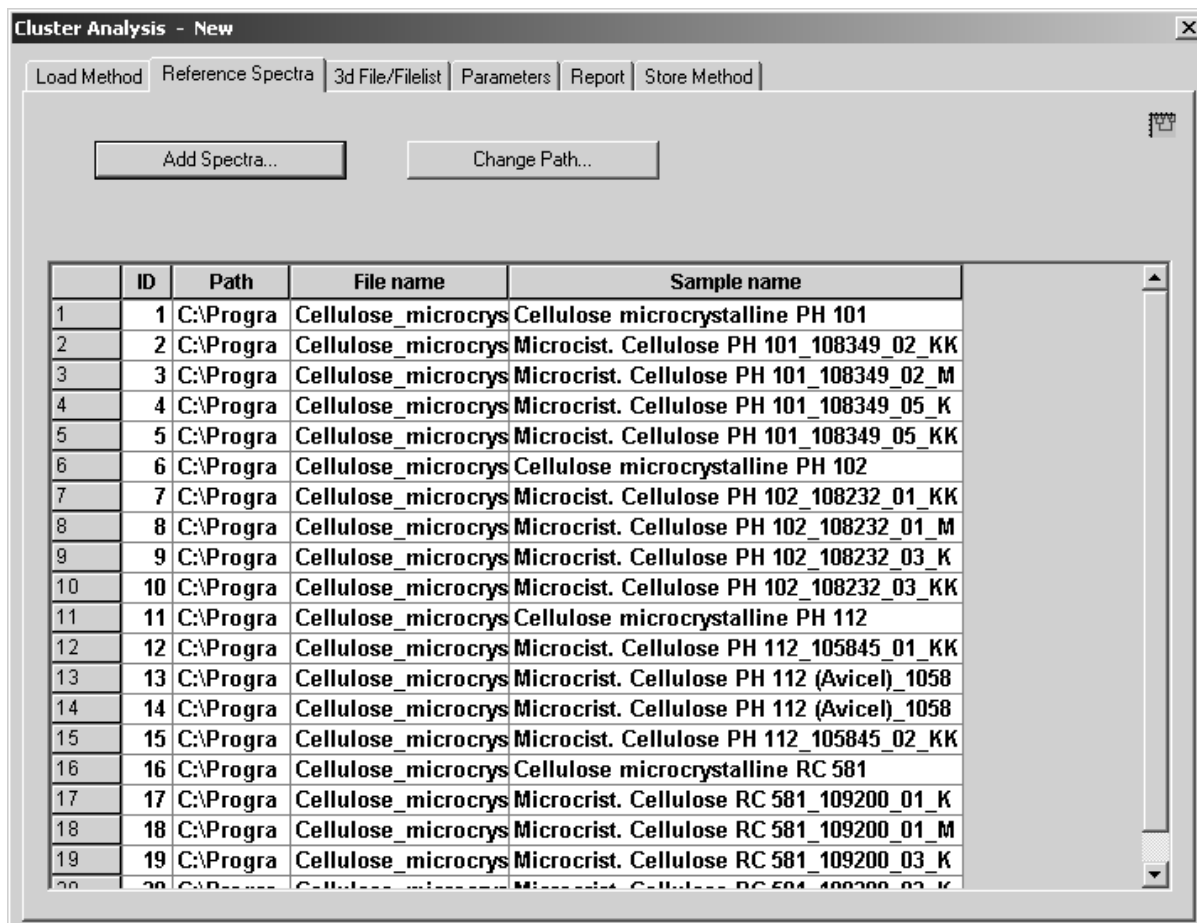 Cluster Analysis - New
Load Method Reference Spectra 3d File/Filelist Parameters Report Store Method
Add Spectra... Change Path...
ID Path File name Sample name
1 1 C:\Progra Cellulose_microcrys Cellulose microcrystalline PH 101
2 2 C:\Progra Cellulose_microcrys Microcist. Cellulose PH 101_108349_02_KK
3 3 C:\Progra Cellulose_microcrys Microcrist. Cellulose PH 101_108349_02_M
4 4 C:\Progra Cellulose_microcrys Microcrist. Cellulose PH 101_108349_05_K
5 5 C:\Progra Cellulose_microcrys Microcist. Cellulose PH 101_108349_05_KK
6 6 C:\Progra Cellulose_microcrys Cellulose microcrystalline PH 102
7 7 C:\Progra Cellulose_microcrys Microcist. Cellulose PH 102_108232_01_KK
8 8 C:\Progra Cellulose_microcrys Microcrist. Cellulose PH 102_108232_01_M
9 9 C:\Progra Cellulose_microcrys Microcrist. Cellulose PH 102_108232_03_K
10 10 C:\Progra Cellulose_microcrys Microcist. Cellulose PH 102_108232_03_KK
11 11 C:\Progra Cellulose_microcrys Cellulose microcrystalline PH 112
12 12 C:\Progra Cellulose_microcrys Microcist. Cellulose PH 112_105845_01_KK
13 13 C:\Progra Cellulose_microcrys Microcrist. Cellulose PH 112 (Avicel)_1058
14 14 C:\Progra Cellulose_microcrys Microcrist. Cellulose PH 112 (Avicel)_1058
15 15 C:\Progra Cellulose_microcrys Microcist. Cellulose PH 112_105845_02_KK
16 16 C:\Progra Cellulose_microcrys Cellulose microcrystalline RC 581
17 17 C:\Progra Cellulose_microcrys Microcrist. Cellulose RC 581_109200_01_K
18 18 C:\Progra Cellulose_microcrys Microcrist. Cellulose RC 581_109200_01_M
19 19 C:\Progra Cellulose_microcrys Microcrist. Cellulose RC 581_109200_03_K